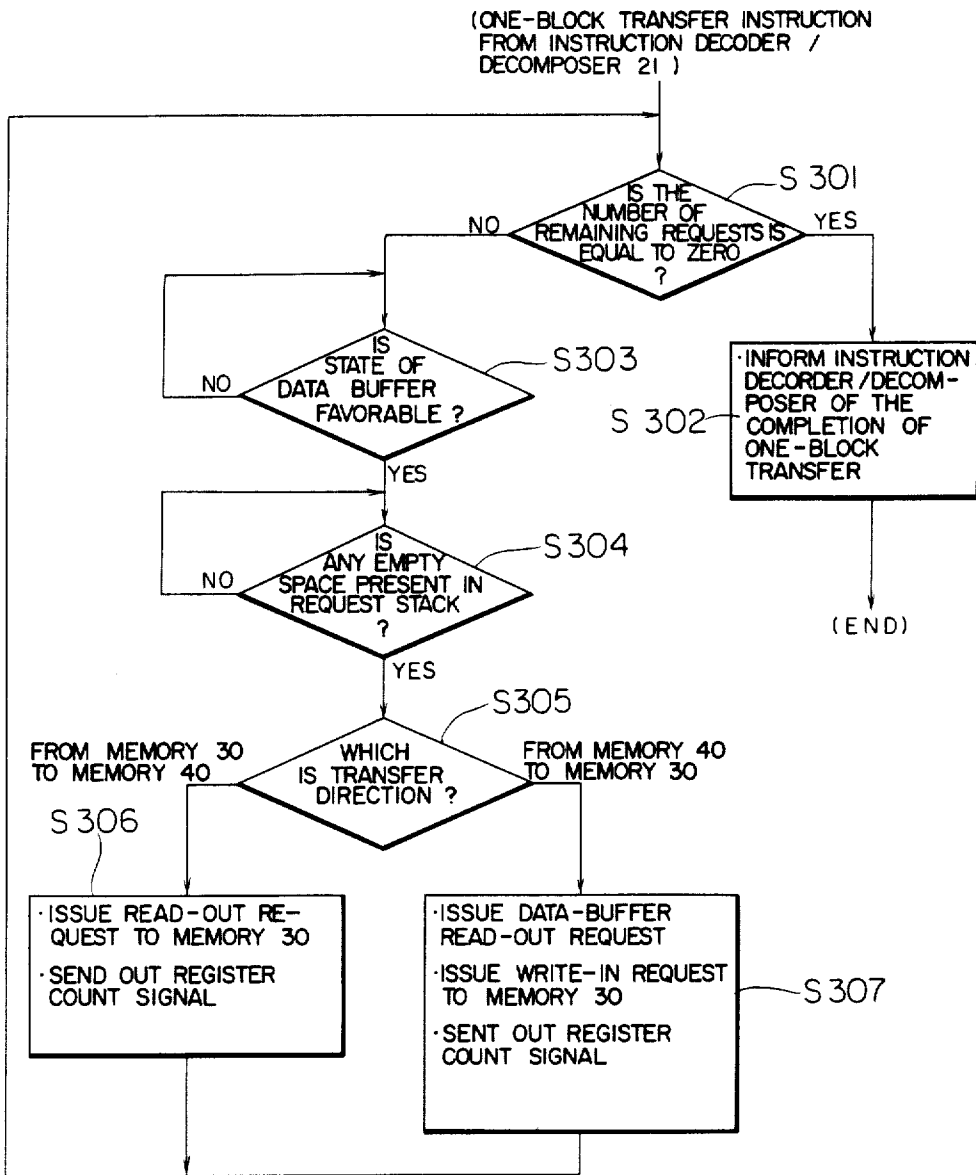 (ONE-BLOCK TRANSFER INSTRUCTION
FROM INSTRUCTION DECODER /
DECOMPOSER 21 )
S 301
IS THE
NUMBER OF
REMAINING REQUESTS IS
EQUAL TO ZERO
?
NO
YES
S303
IS
STATE OF
DATA BUFFER
FAVORABLE ?
NO
YES
S 302
·INFORM INSTRUCTION
DECORDER/DECOM-
POSER OF THE
COMPLETION OF
ONE-BLOCK
TRANSFER
(END)
S304
IS
ANY EMPTY
SPACE PRESENT IN
REQUEST STACK
?
NO
YES
S305
WHICH
IS TRANSFER
DIRECTION ?
FROM MEMORY 30
TO MEMORY 40
FROM MEMORY 40
TO MEMORY 30
S306
·ISSUE READ-OUT RE-
QUEST TO MEMORY 30
·SEND OUT REGISTER
COUNT SIGNAL
·ISSUE DATA-BUFFER
READ-OUT REQUEST
·ISSUE WRITE-IN REQUEST
TO MEMORY 30
·SENT OUT REGISTER
COUNT SIGNAL
S307